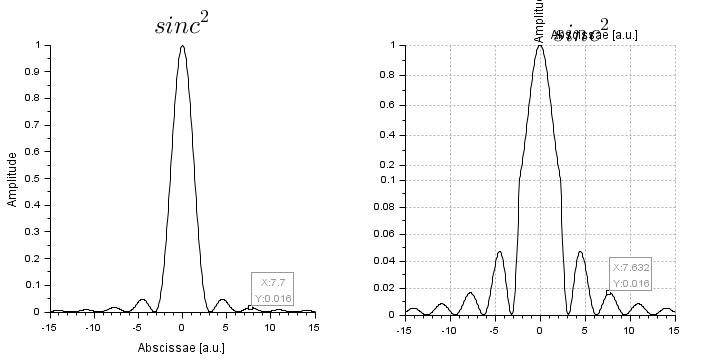 sinc²
1
0.9
0.8
0.7
0.6
0.5
0.4
0.3
0.2
0.1
0
-15 -10 -5 0 5 10 15
Amplitude
Abscissae [a.u.]
X:7.7
Y:0.016
Amplitude
sinc²
Abscissae [a.u.]
1
0.8
0.6
0.4
0.2
0.1
0.08
0.06
0.04
0.02
0
-15 -10 -5 0 5 10 15
X:7.632
Y:0.016